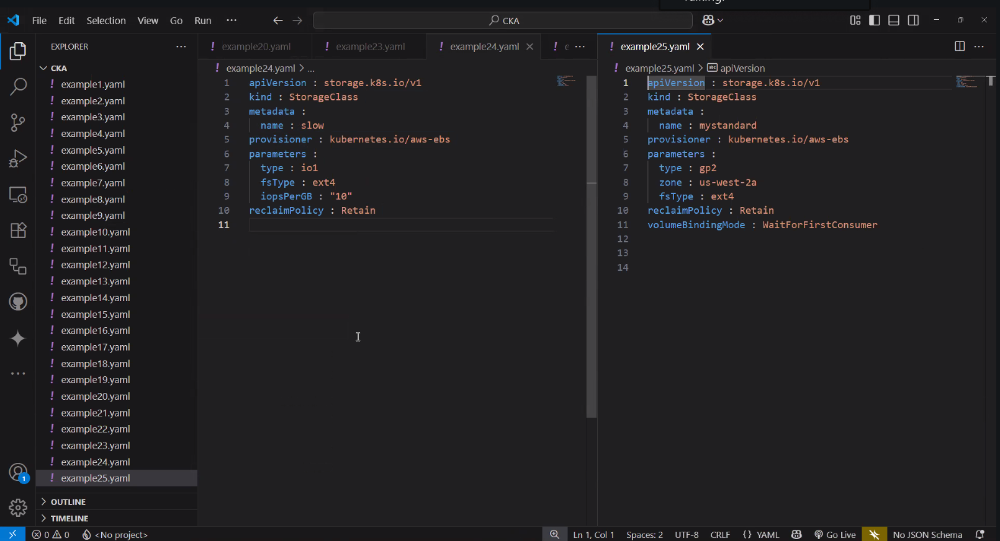 File Edit Selection View Go Run ··· CKA
EXPLORER ···
CKA
example1.yaml
example2.yaml
example3.yaml
example4.yaml
example5.yaml
example6.yaml
example7.yaml
example8.yaml
example9.yaml
example10.yaml
example11.yaml
example12.yaml
example13.yaml
example14.yaml
example15.yaml
example16.yaml
example17.yaml
example18.yaml
example19.yaml
example20.yaml
example21.yaml
example22.yaml
example23.yaml
example24.yaml
example25.yaml
OUTLINE
TIMELINE
! example20.yaml ! example23.yaml ! example24.yaml ! e ···
! example24.yaml > ...
1 apiVersion : storage.k8s.io/v1
2 kind : StorageClass
3 metadata :
4 name : slow
5 provisioner : kubernetes.io/aws-ebs
6 parameters :
7 type : io1
8 fsType : ext4
9 iopsPerGB : "10"
10 reclaimPolicy : Retain
11
! example25.yaml
! example25.yaml > abc apiVersion
1 apiVersion : storage.k8s.io/v1
2 kind : StorageClass
3 metadata :
4 name : mystandard
5 provisioner : kubernetes.io/aws-ebs
6 parameters :
7 type : gp2
8 zone : us-west-2a
9 fsType : ext4
10 reclaimPolicy : Retain
11 volumeBindingMode : WaitForFirstConsumer
12
13
14
1
0 0 <No project> Ln 1, Col 1 Spaces: 2 UTF-8 CRLF {} YAML Go Live No JSON Schema